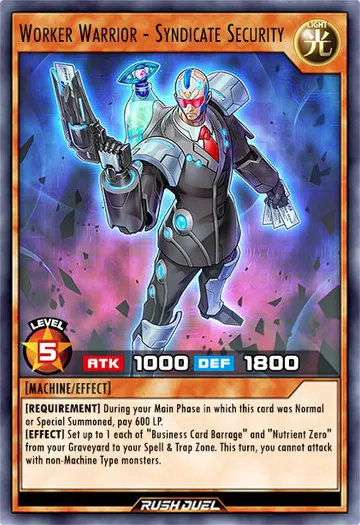 Worker Warrior - Syndicate Security
LIGHT
光
LEVEL
5
ATK 1000 DEF 1800
[MACHINE/EFFECT]
[REQUIREMENT] During your Main Phase in which this card was Normal
or Special Summoned, pay 600 LP.
[EFFECT] Set up to 1 each of "Business Card Barrage" and "Nutrient Zero"
from your Graveyard to your Spell & Trap Zone. This turn, you cannot attack
with non-Machine Type monsters.
RUSH DUEL